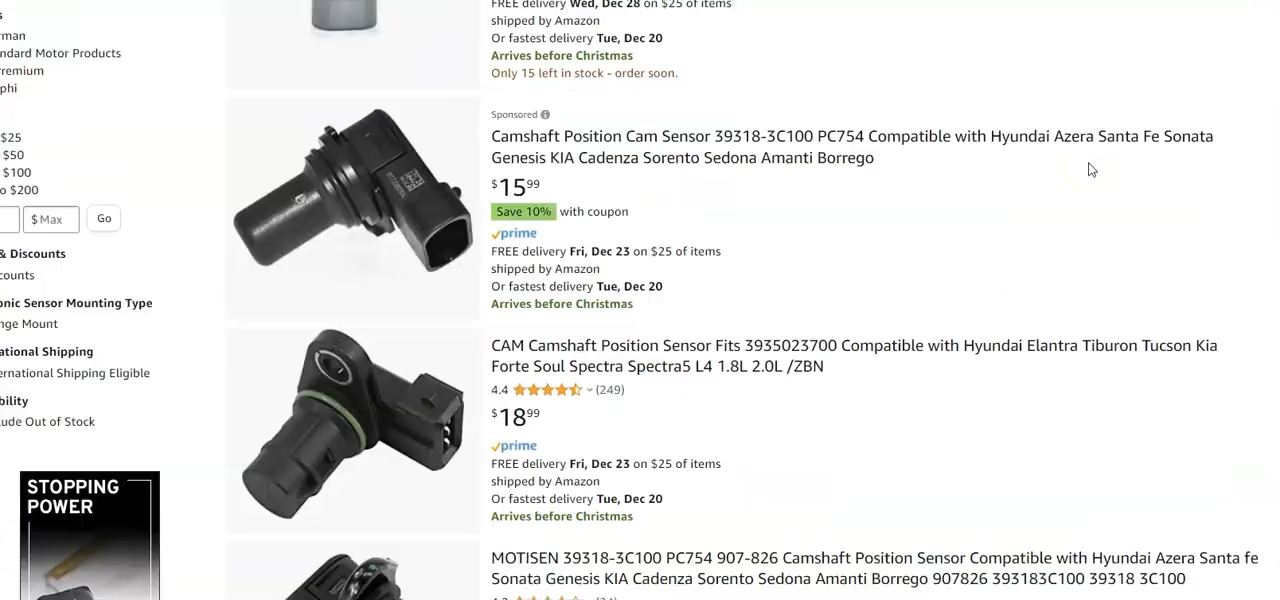 FREE delivery Wed, Dec 28 on $25 of items
shipped by Amazon
Or fastest delivery Tue, Dec 20
Arrives before Christmas
Only 15 left in stock - order soon.
rman
ndard Motor Products
Premium
phi
$25
$50
$100
o $200
$ Max
Go
& Discounts
counts
onic Sensor Mounting Type
nge Mount
ational Shipping
ernational Shipping Eligible
bility
lude Out of Stock
STOPPING
POWER
Sponsored
Camshaft Position Cam Sensor 39318-3C100 PC754 Compatible with Hyundai Azera Santa Fe Sonata
Genesis KIA Cadenza Sorento Sedona Amanti Borrego
$15 99
Save 10% with coupon
prime
FREE delivery Fri, Dec 23 on $25 of items
shipped by Amazon
Or fastest delivery Tue, Dec 20
Arrives before Christmas
CAM Camshaft Position Sensor Fits 3935023700 Compatible with Hyundai Elantra Tiburon Tucson Kia
Forte Soul Spectra Spectra5 L4 1.8L 2.0L /ZBN
4.4 (249)
$18 99
prime
FREE delivery Fri, Dec 23 on $25 of items
shipped by Amazon
Or fastest delivery Tue, Dec 20
Arrives before Christmas
MOTISEN 39318-3C100 PC754 907-826 Camshaft Position Sensor Compatible with Hyundai Azera Santa fe
Sonata Genesis KIA Cadenza Sorento Sedona Amanti Borrego 907826 393183C100 39318 3C100